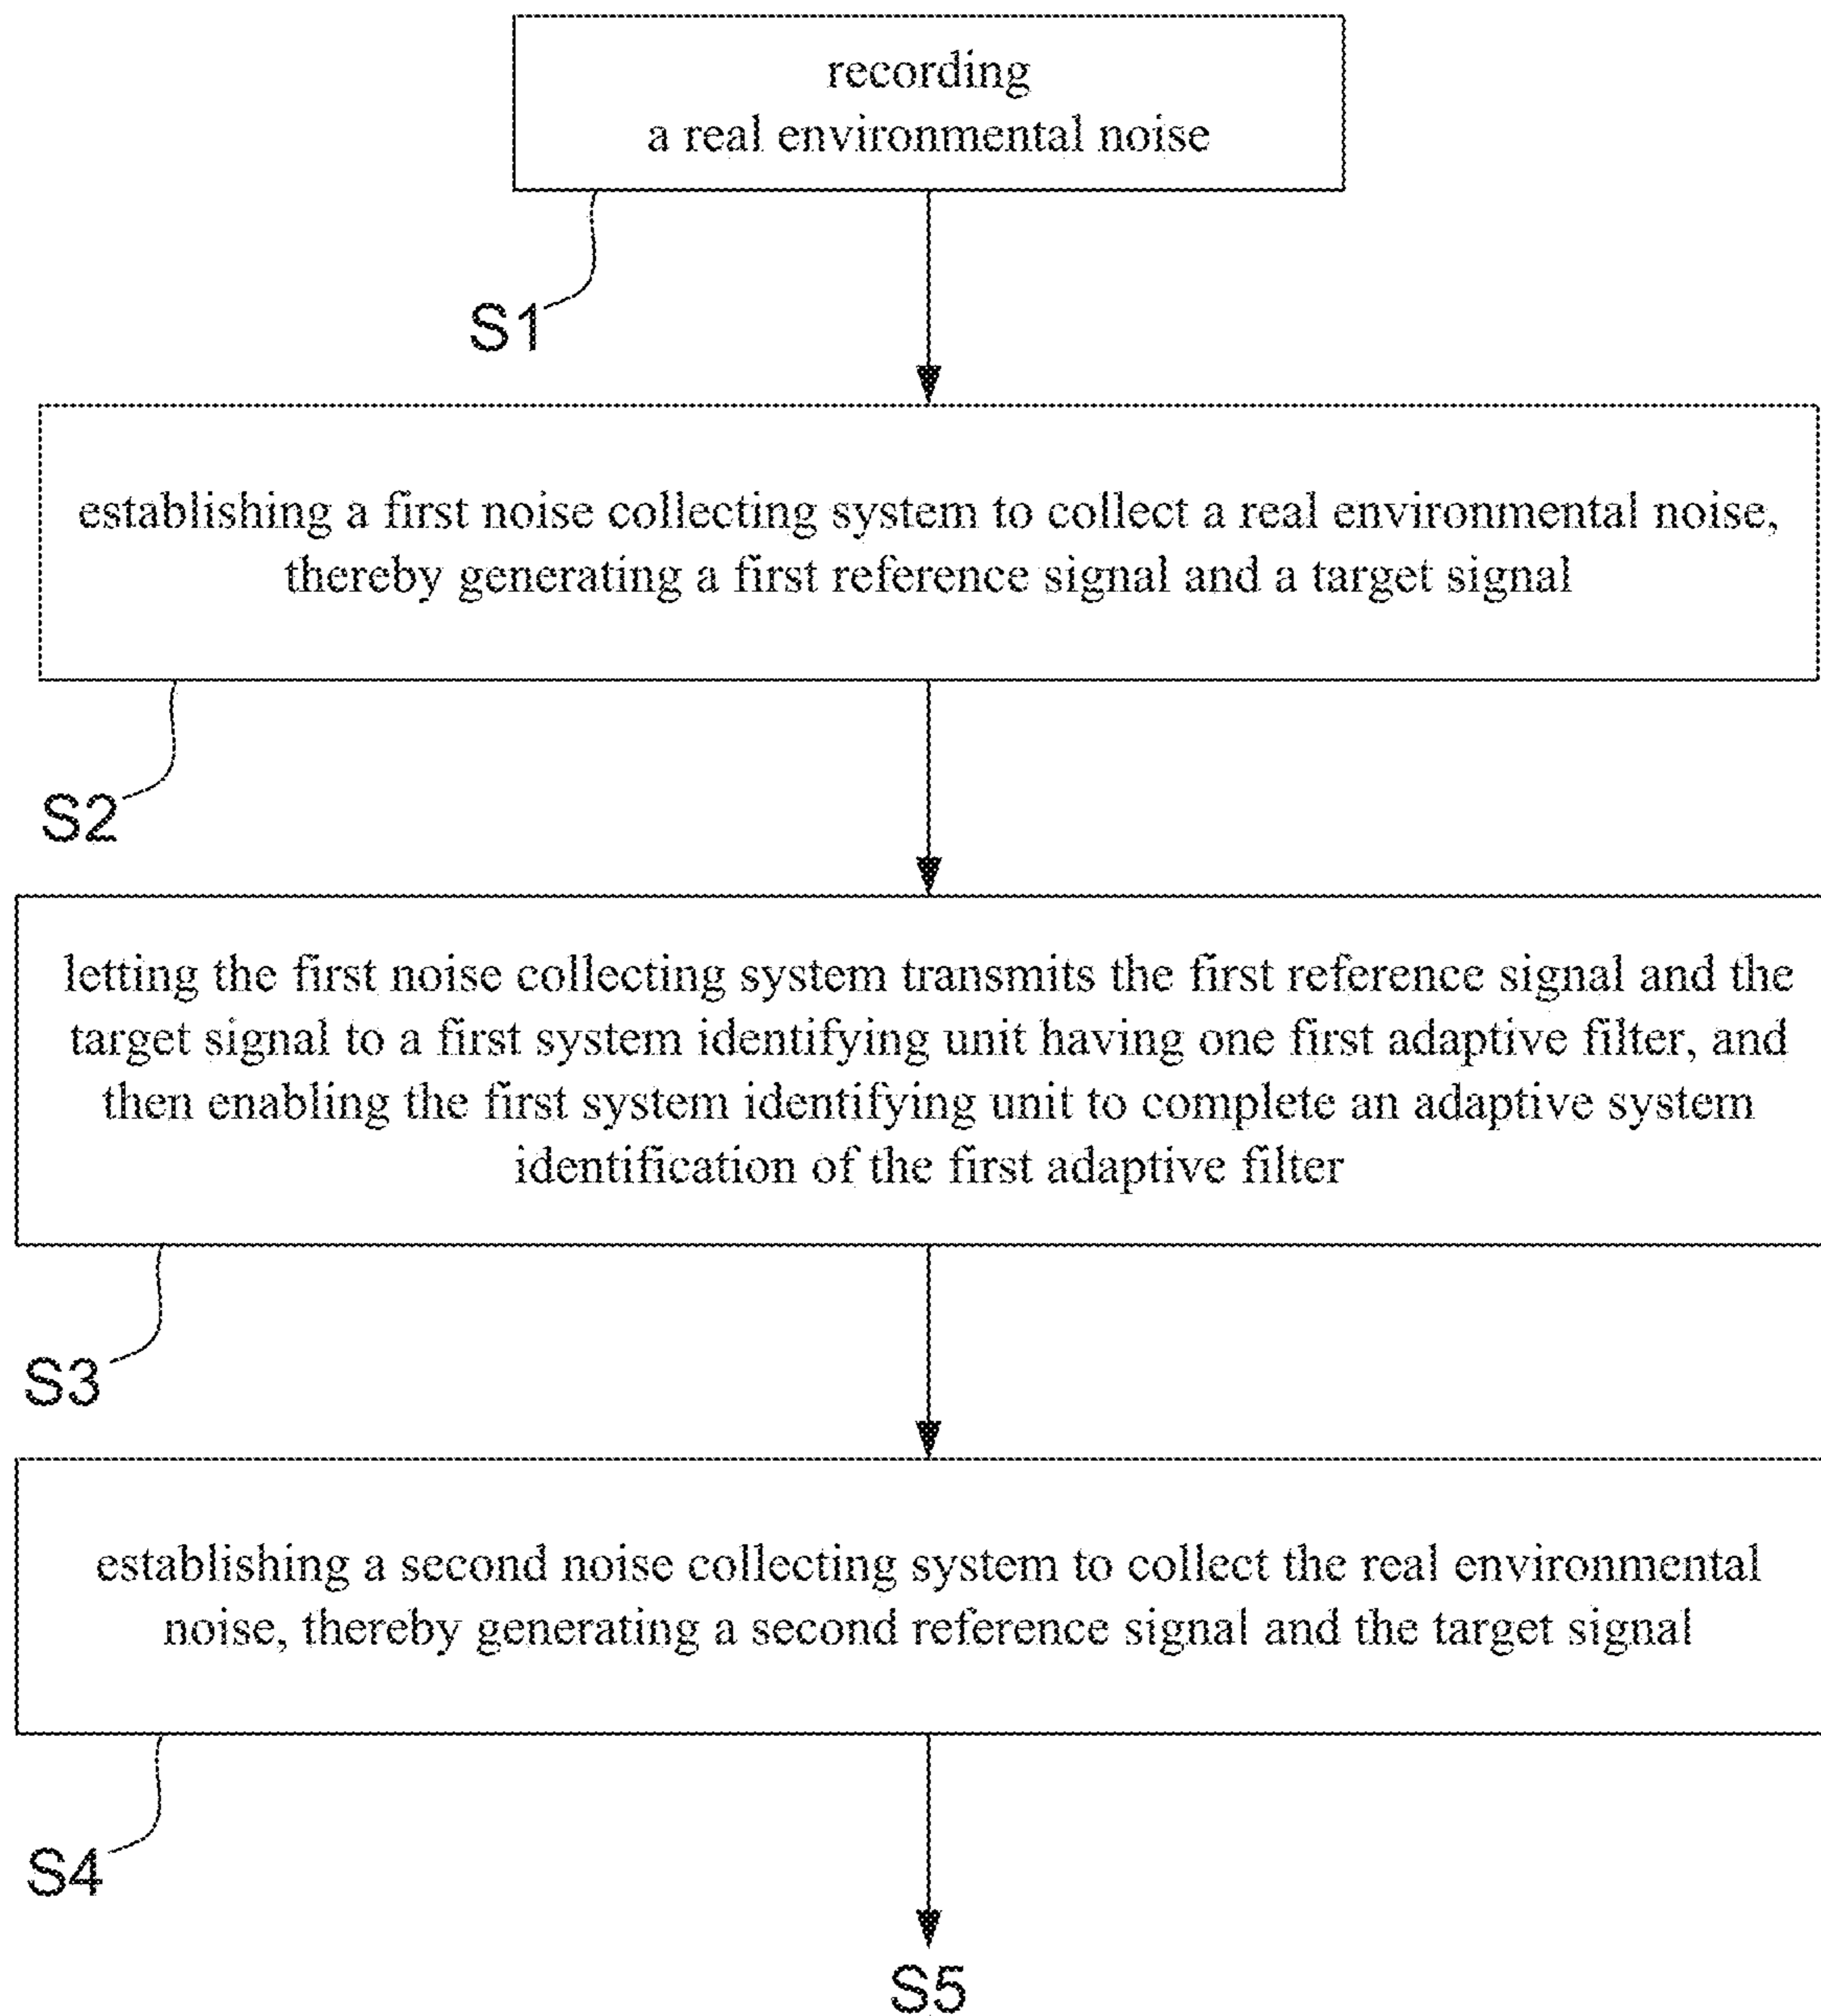 recording
a real environmental noise
S1
establishing a first noise collecting system to collect a real environmental noise,
thereby generating a first reference signal and a target signal
S2
letting the first noise collecting system transmits the first reference signal and the
target signal to a first system identifying unit having one first adaptive filter, and
then enabling the first system identifying unit to complete an adaptive system
identification of the first adaptive filter
S3
establishing a second noise collecting system to collect the real environmental
noise, thereby generating a second reference signal and the target signal
S4
S5